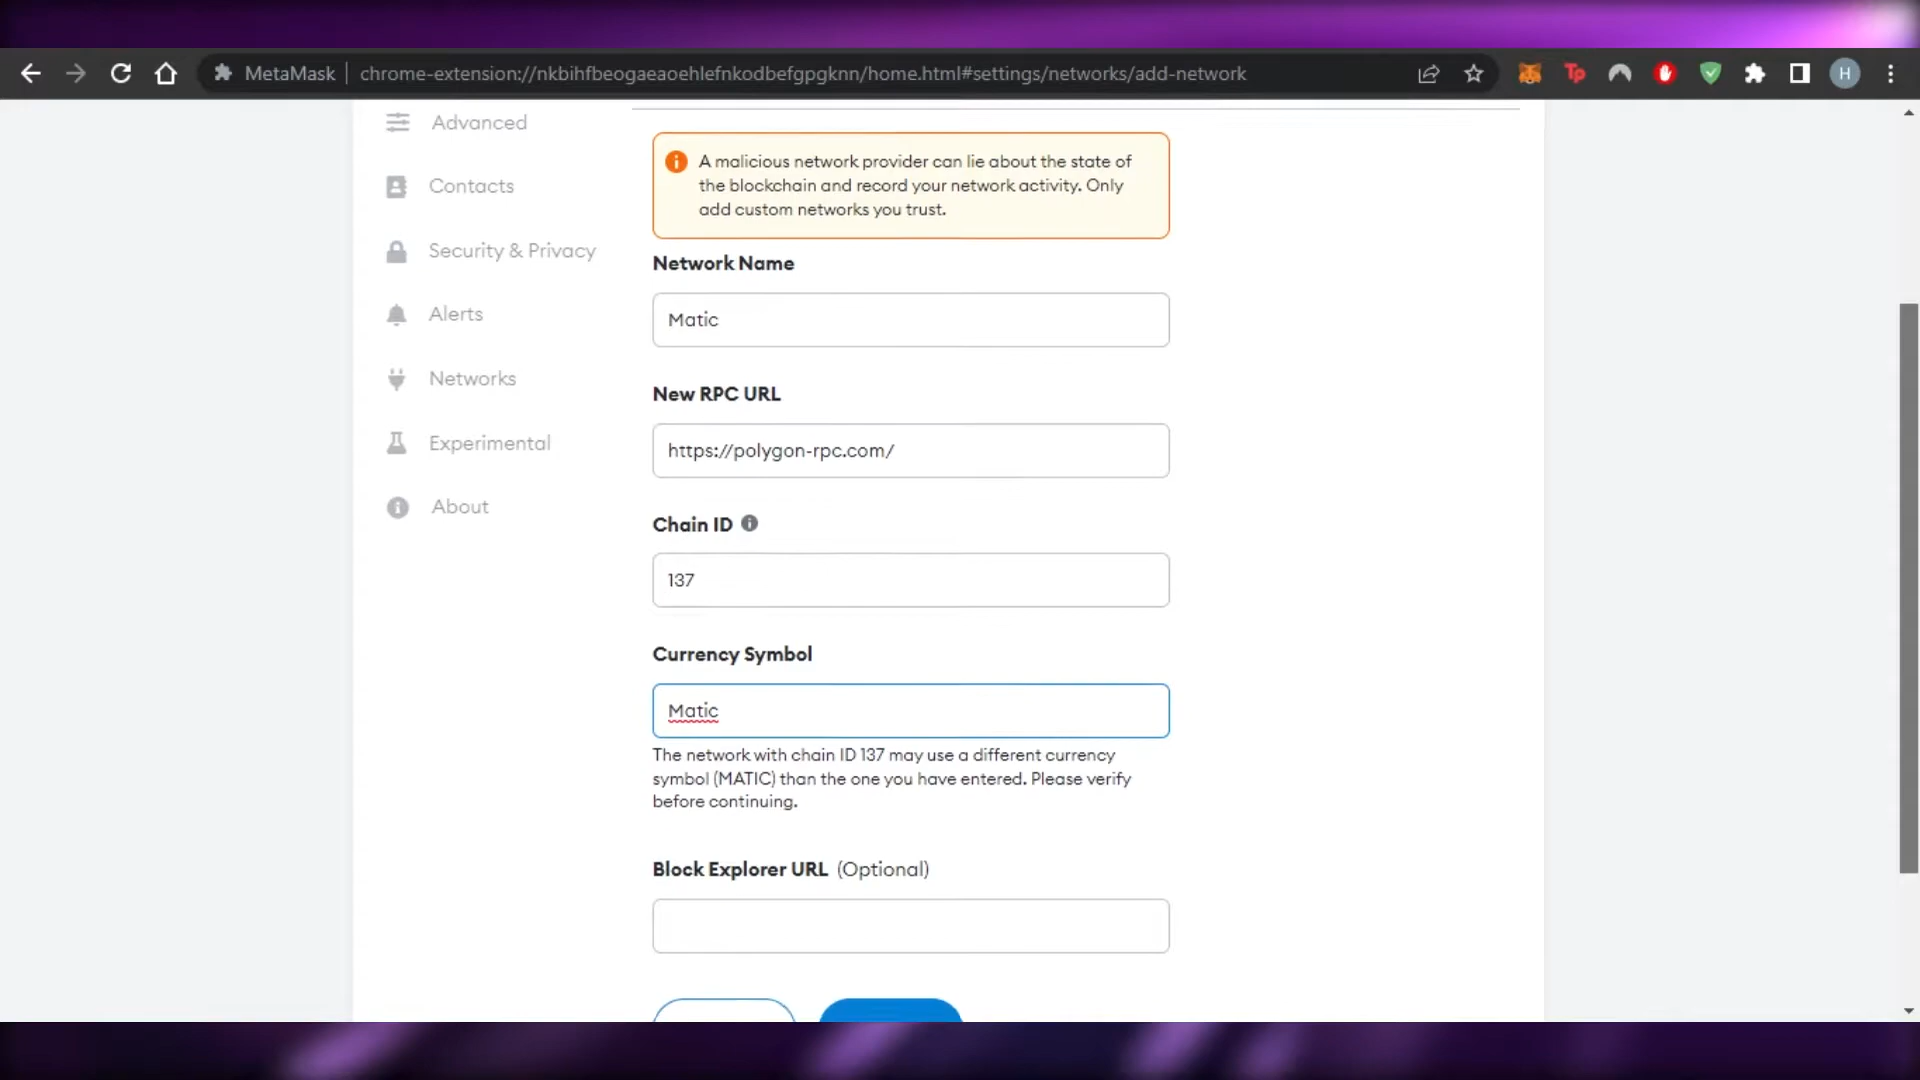 MetaMask
chrome-extension://nkbihfbeogaeaoehlefnkodbefgpgknn/home.html#settings/networks/add-network
Tp
H
Advanced
Contacts
Security & Privacy
Alerts
Networks
Experimental
About
A malicious network provider can lie about the state of
the blockchain and record your network activity. Only
add custom networks you trust.
Network Name
Matic
New RPC URL
https://polygon-rpc.com/
Chain ID
137
Currency Symbol
Matic
The network with chain ID 137 may use a different currency
symbol (MATIC) than the one you have entered. Please verify
before continuing.
Block Explorer URL (Optional)